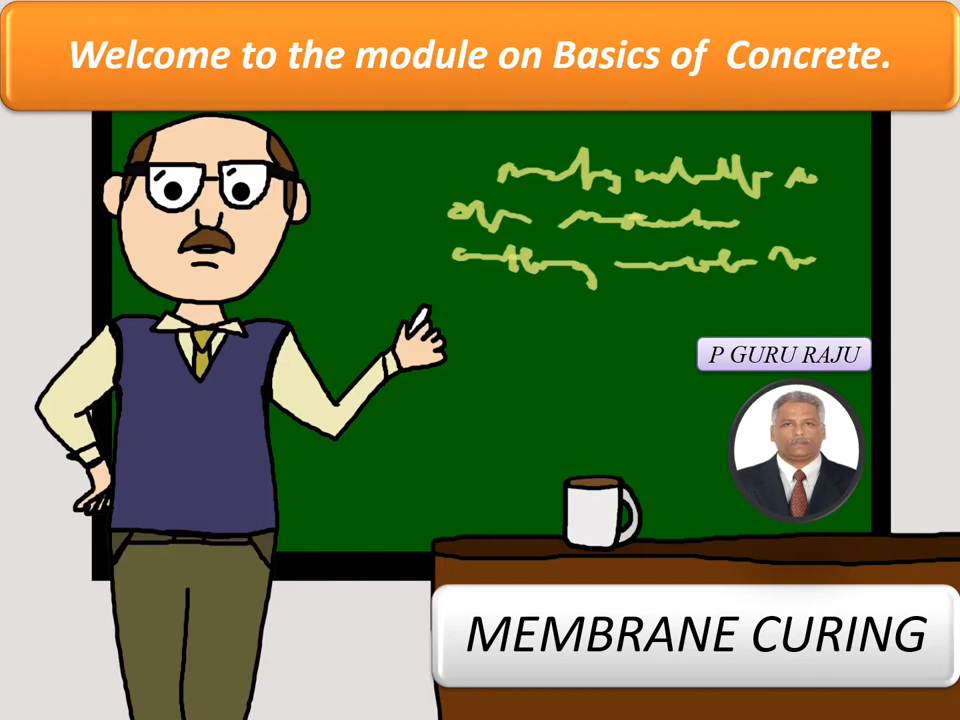 Welcome to the module on Basics of Concrete.
P GURU RAJU
MEMBRANE CURING